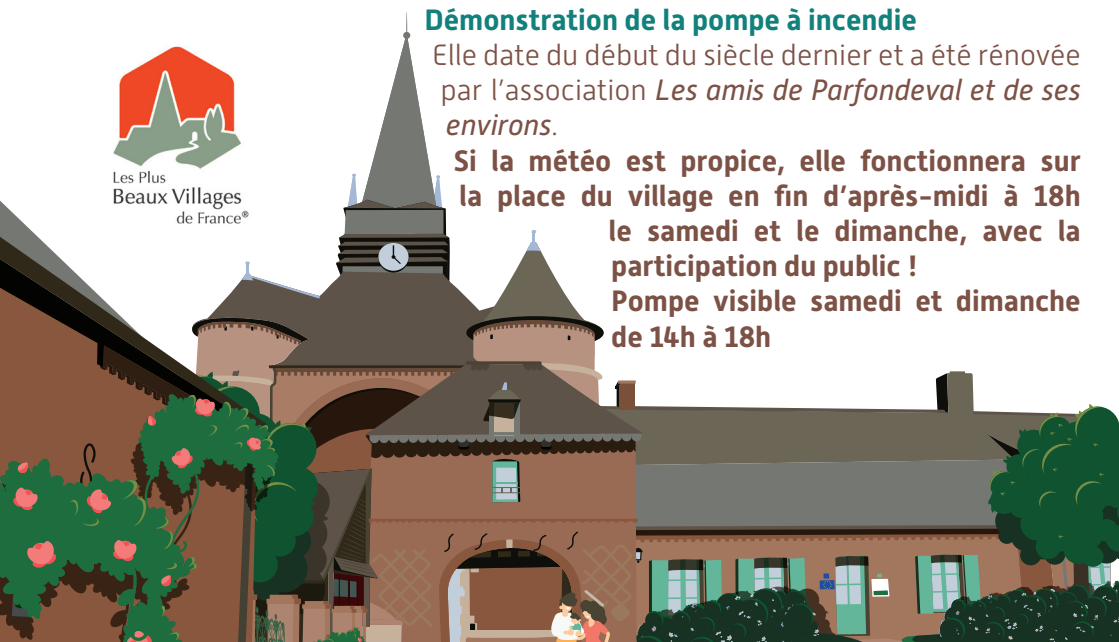 Démonstration de la pompe à incendie
Elle date du début du siècle dernier et a été rénovée
par l'association Les amis de Parfondeval et de ses
environs.
Si la météo est propice, elle fonctionnera sur
la place du village en fin d'après-midi à 18h
le samedi et le dimanche, avec la
participation du public !
Pompe visible samedi et dimanche
de 14h à 18h
Les Plus
Beaux Villages
de France®